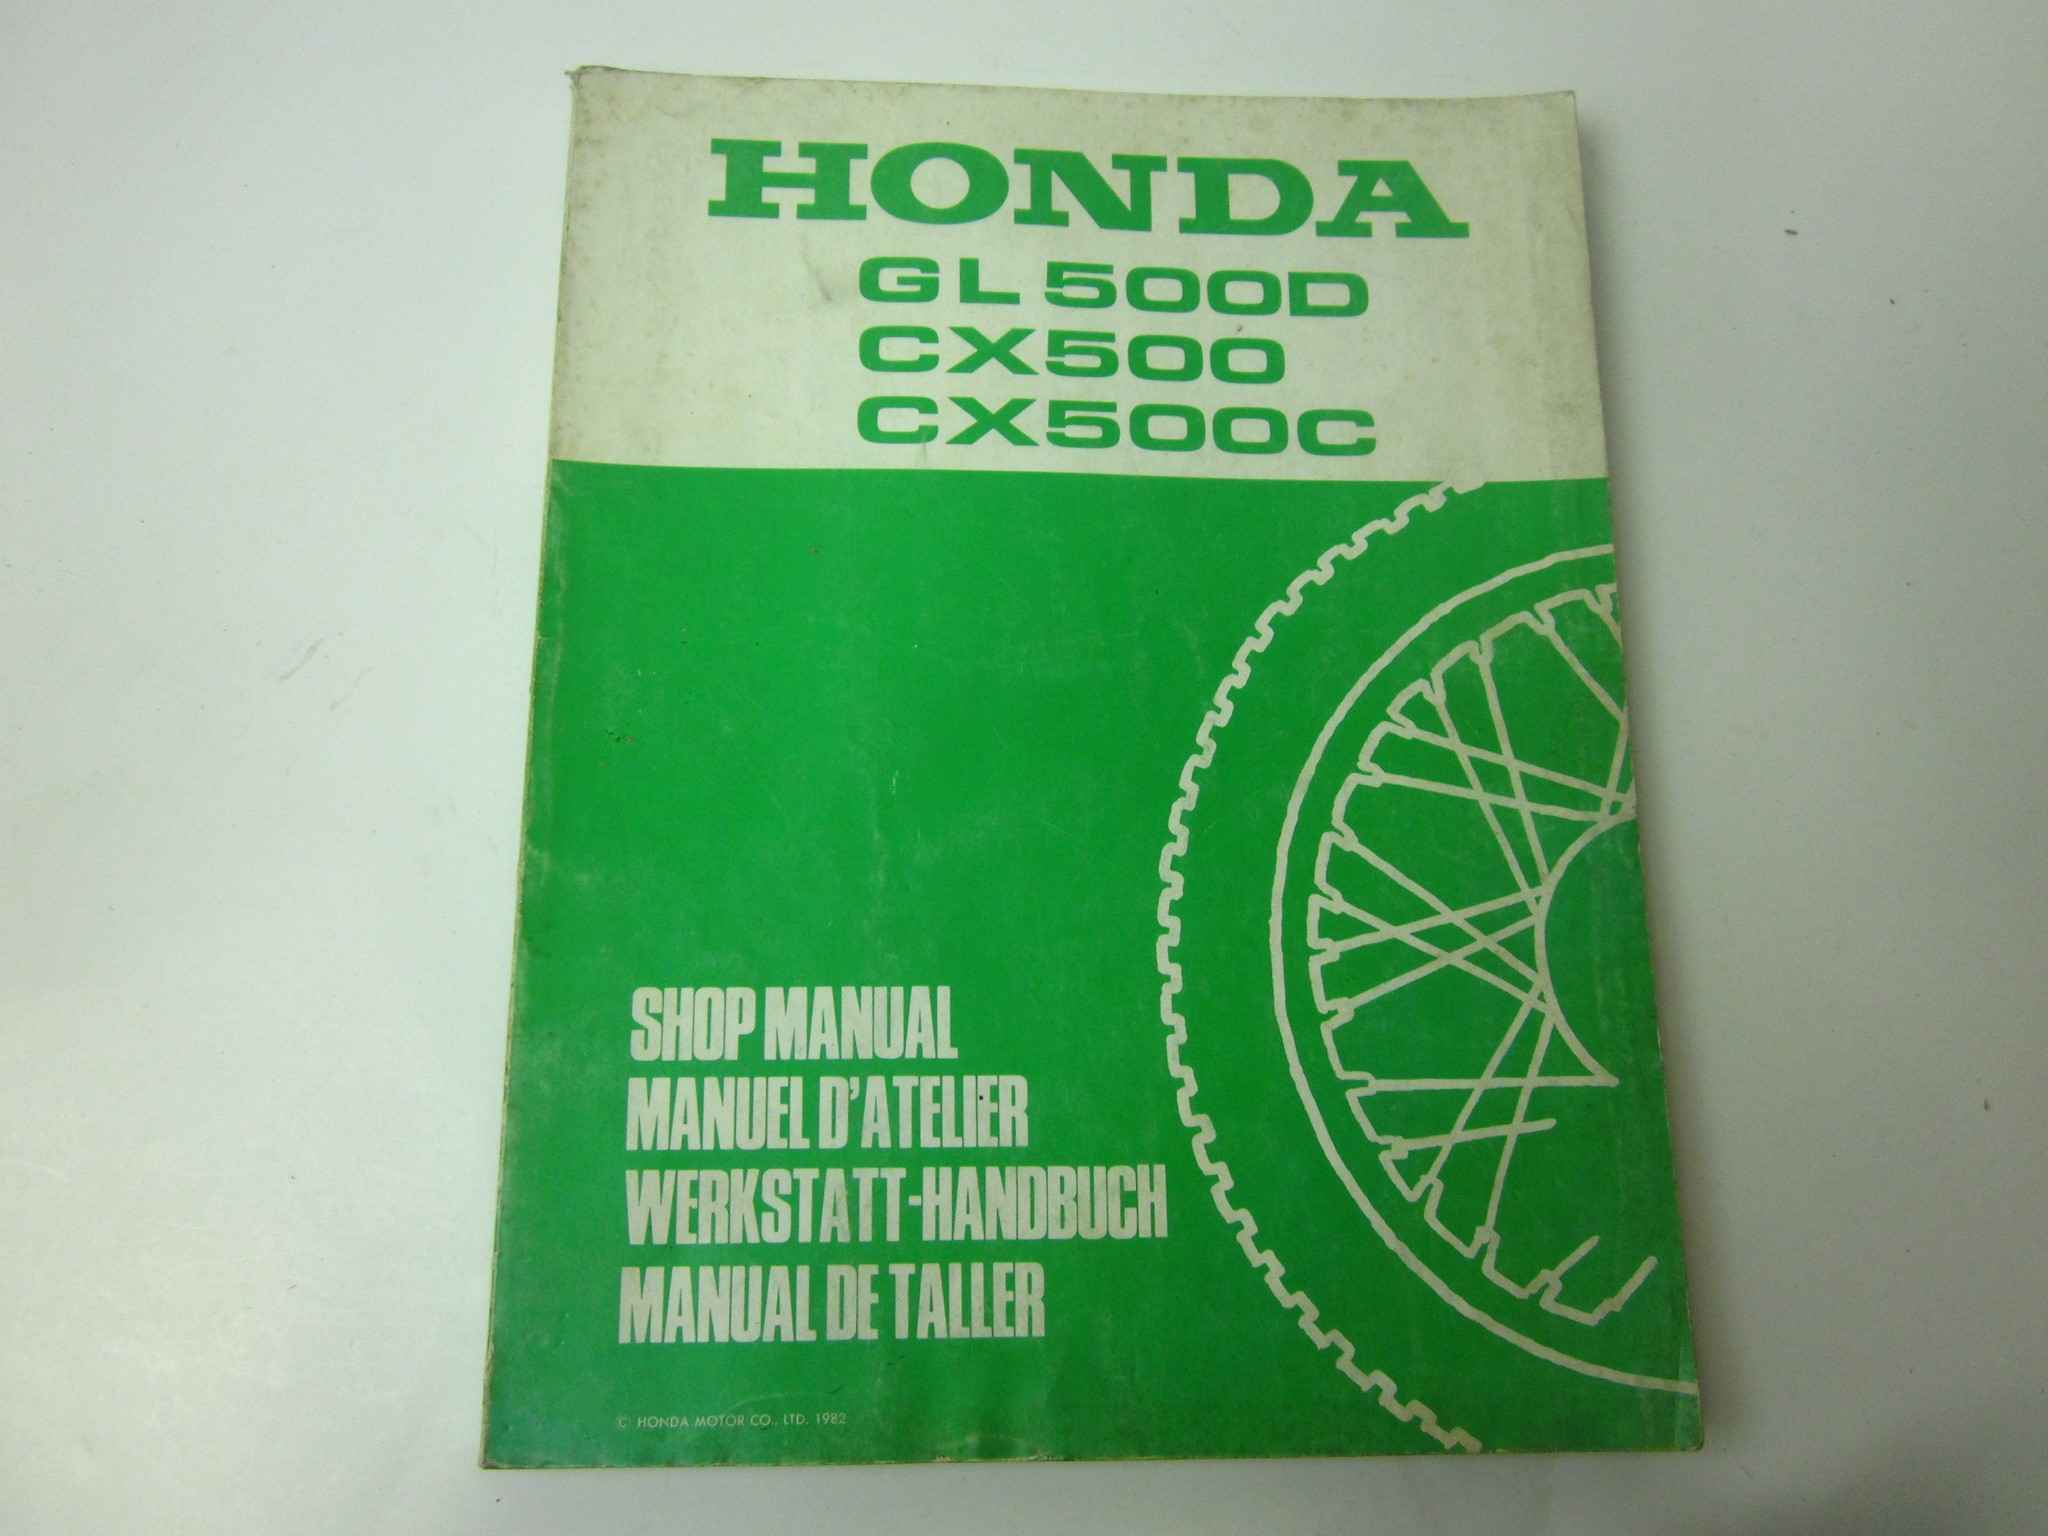 HONDA
GL500D
CX500
CX500C
SHOP MANUAL
MANUEL D'ATELIER
WERKSTATT-HANDBUCH
MANUAL DE TALLER
© HONDA MOTOR CO., LTD. 1982